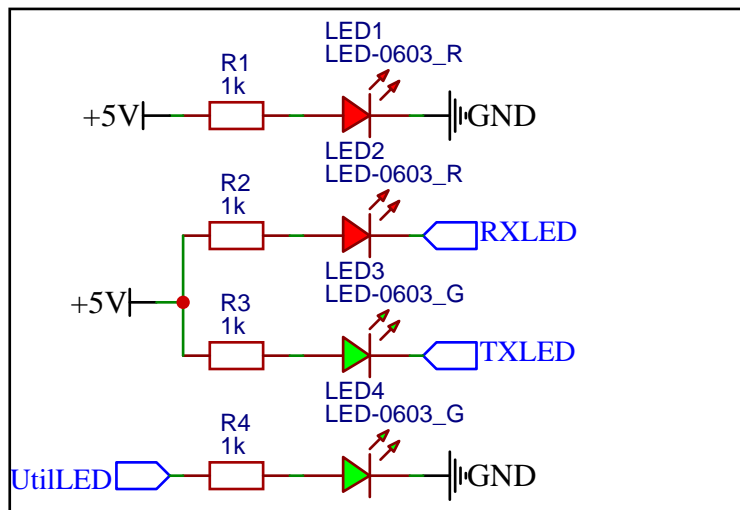 LED1
LED-0603_R
R1
1k
+5V
GND
LED2
LED-0603_R
R2
1k
RXLED
LED3
LED-0603_G
+5V
R3
1k
TXLED
LED4
LED-0603_G
R4
1k
UtilLED
GND